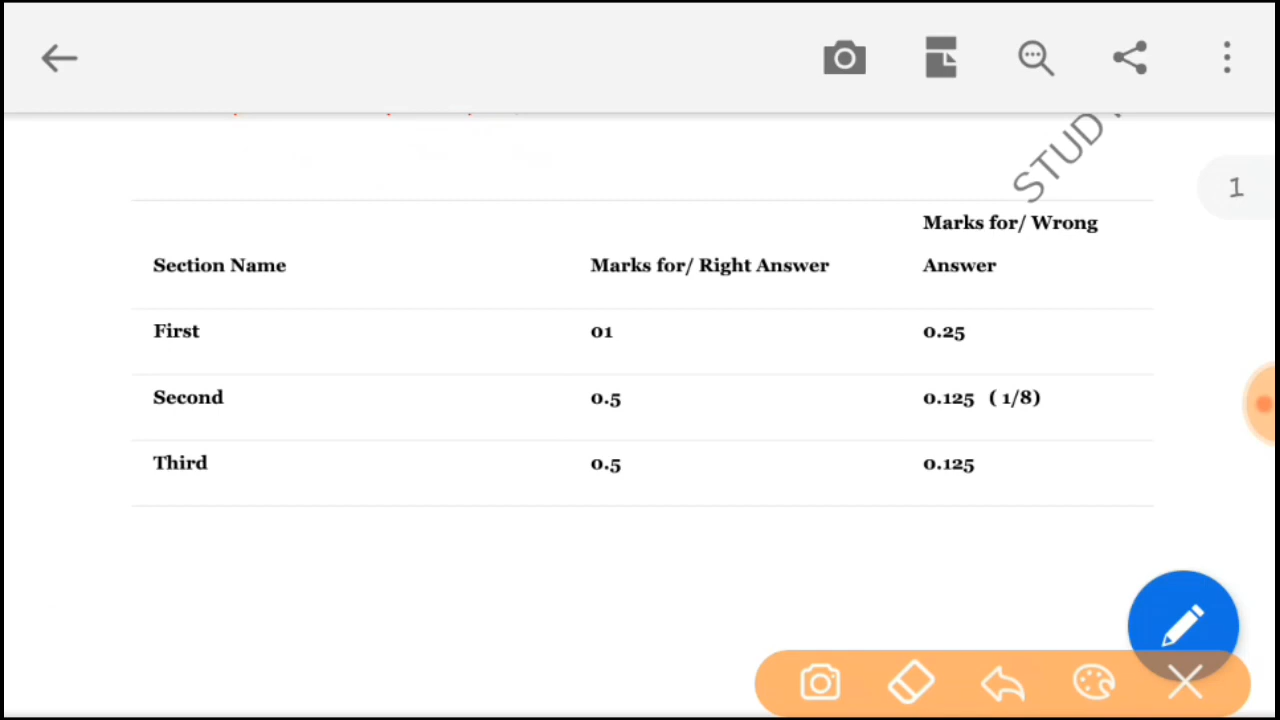 STUD
1
Marks for/ Wrong
Section Name Marks for/ Right Answer Answer
First 01 0.25
Second 0.5 0.125 ( 1/8)
Third 0.5 0.125